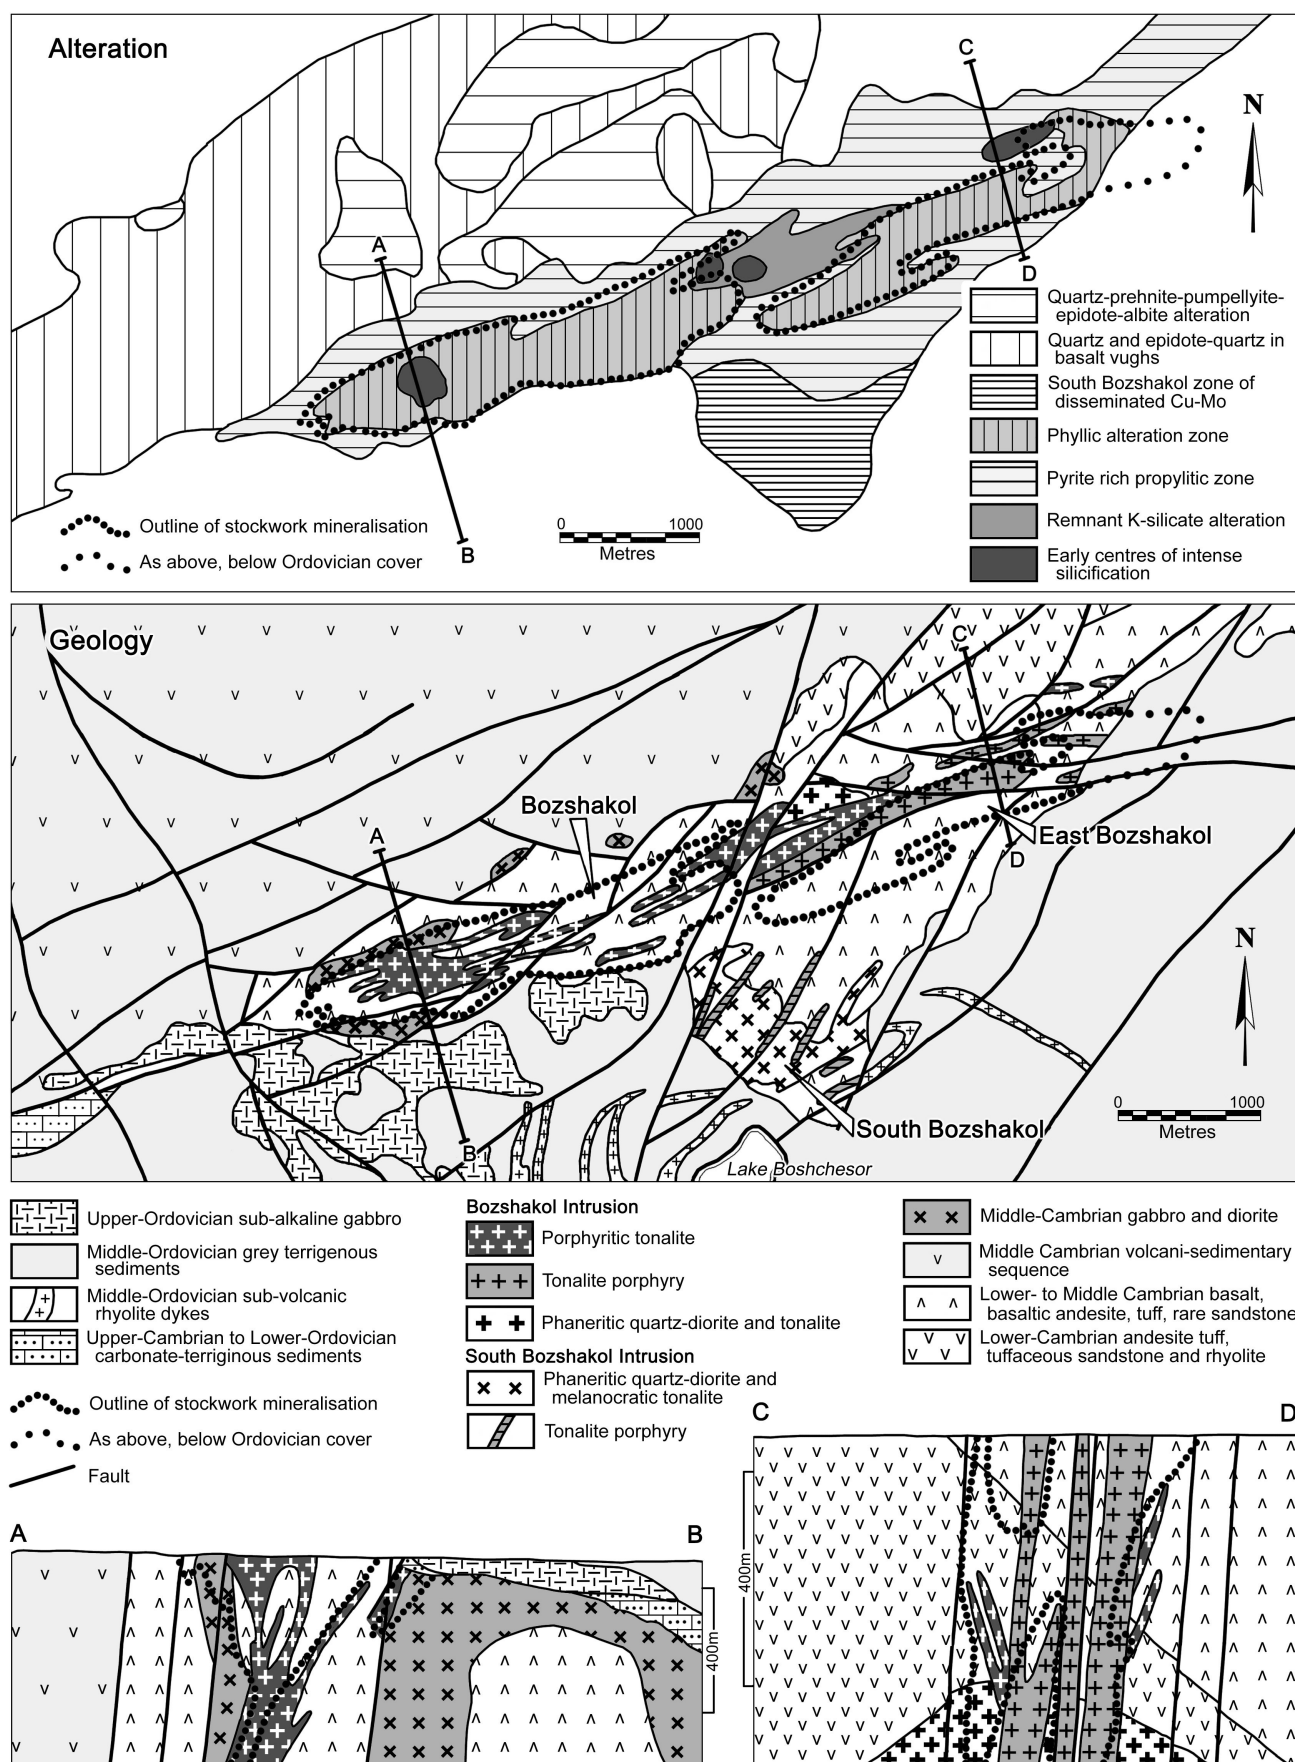 Alteration
C
N
A
D
Quartz-prehnite-pumpellyite-
epidote-albite alteration
Quartz and epidote-quartz in
basalt vughs
South Bozshakol zone of
disseminated Cu-Mo
Phyllic alteration zone
Pyrite rich propylitic zone
Remnant K-silicate alteration
Early centres of intense
silicification
Outline of stockwork mineralisation
As above, below Ordovician cover
B
0 1000
Metres
Geology
C
Bozshakol
A
East Bozshakol
D
N
0 1000
Metres
South Bozshakol
B
Lake Boshchesor
Upper-Ordovician sub-alkaline gabbro
Middle-Ordovician grey terrigenous
sediments
Middle-Ordovician sub-volcanic
rhyolite dykes
Upper-Cambrian to Lower-Ordovician
carbonate-terriginous sediments
Outline of stockwork mineralisation
As above, below Ordovician cover
Fault
Bozshakol Intrusion
Porphyritic tonalite
Tonalite porphyry
Phaneritic quartz-diorite and tonalite
South Bozshakol Intrusion
Phaneritic quartz-diorite and
melanocratic tonalite
Tonalite porphyry
Middle-Cambrian gabbro and diorite
Middle Cambrian volcani-sedimentary
sequence
Lower- to Middle Cambrian basalt,
basaltic andesite, tuff, rare sandstone
Lower-Cambrian andesite tuff,
tuffaceous sandstone and rhyolite
C D
400m
A B
400m